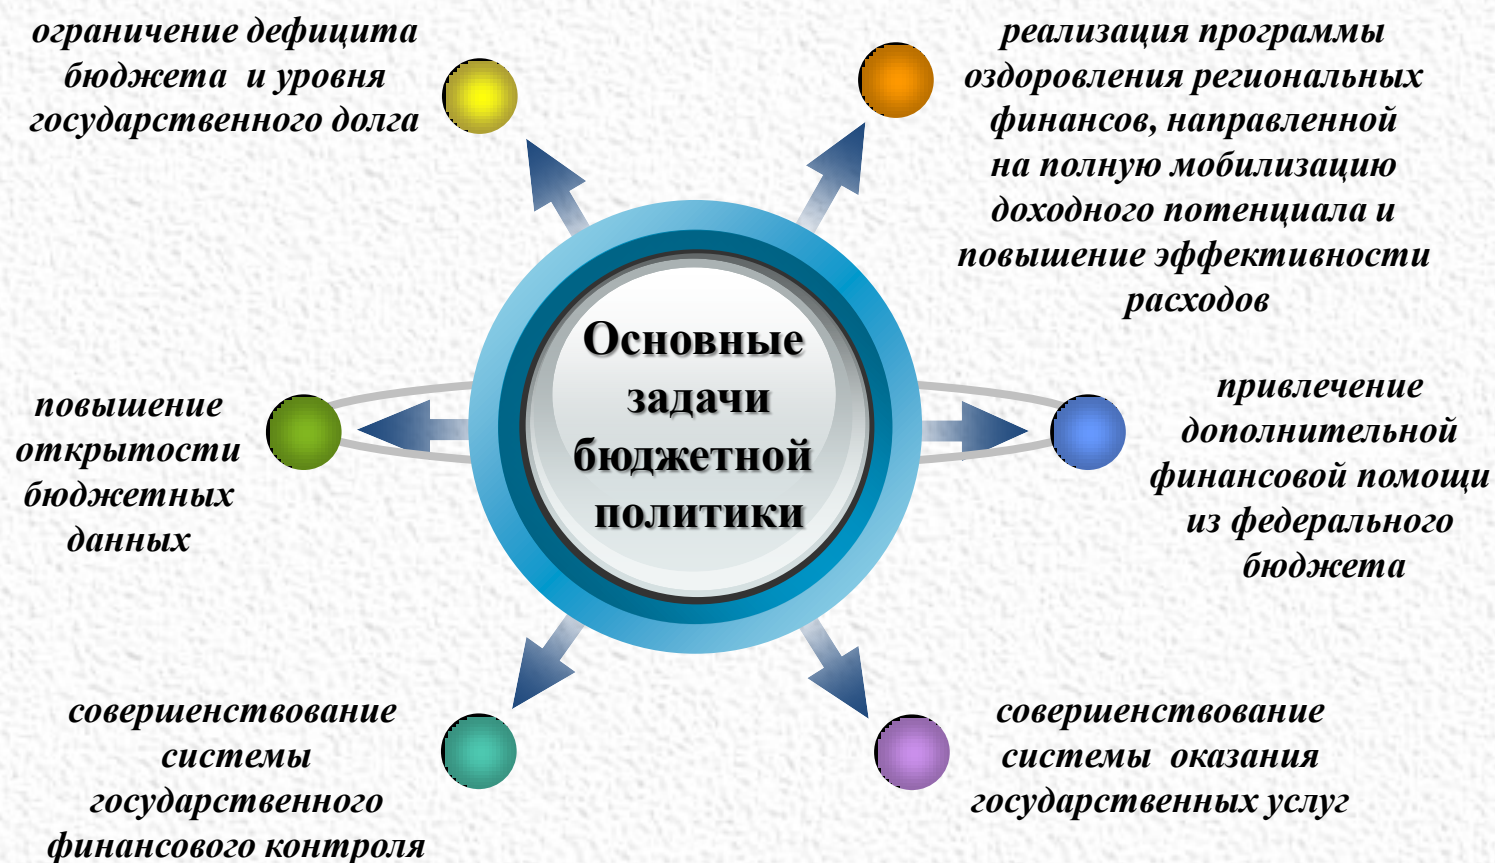 ограничение дефицита
бюджета и уровня
государственного долга
реализация программы
оздоровления региональных
финансов, направленной
на полную мобилизацию
доходного потенциала и
повышение эффективности
расходов
Основные
задачи
бюджетной
политики
повышение
открытости
бюджетных
данных
привлечение
дополнительной
финансовой помощи
из федерального
бюджета
совершенствование
системы
государственного
финансового контроля
совершенствование
системы оказания
государственных услуг